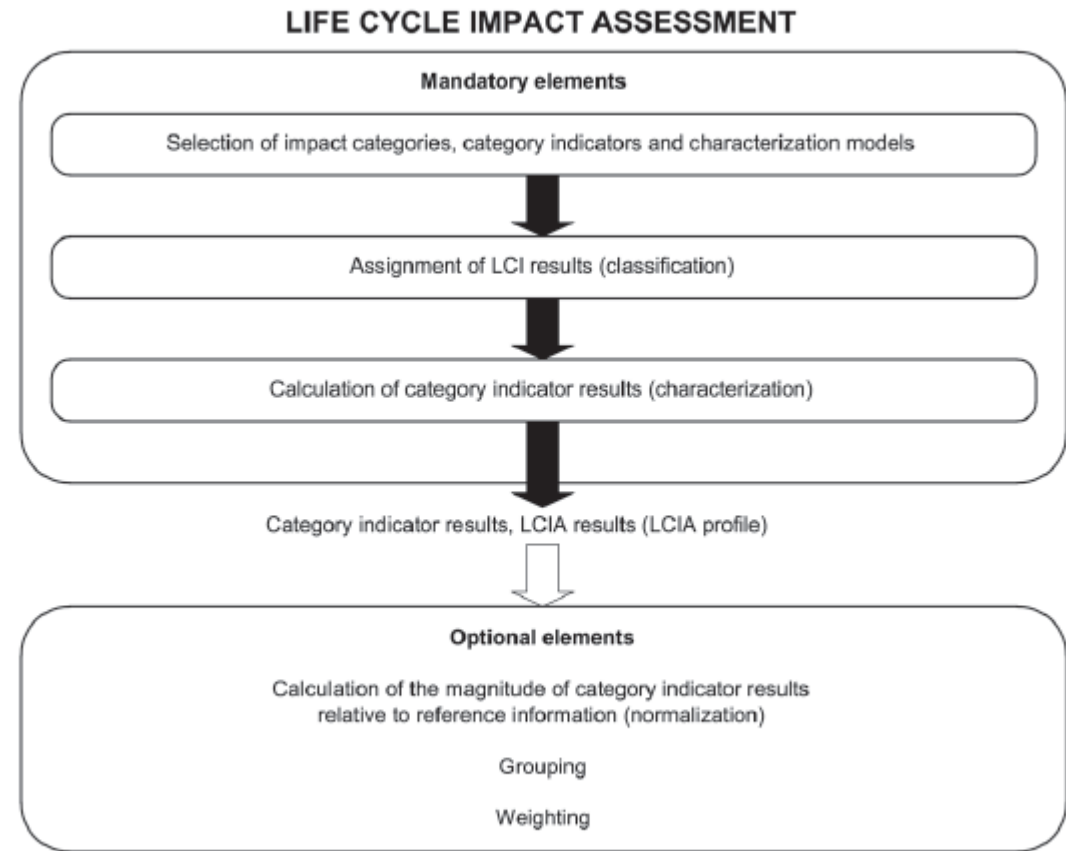 LIFE CYCLE IMPACT ASSESSMENT
Mandatory elements
Selection of impact categories, category indicators and characterization models
Assignment of LCI results (classification)
Calculation of category indicator results (characterization)
Category indicator results, LCIA results (LCIA profile)
Optional elements
Calculation of the magnitude of category indicator results
relative to reference information (normalization)
Grouping
Weighting